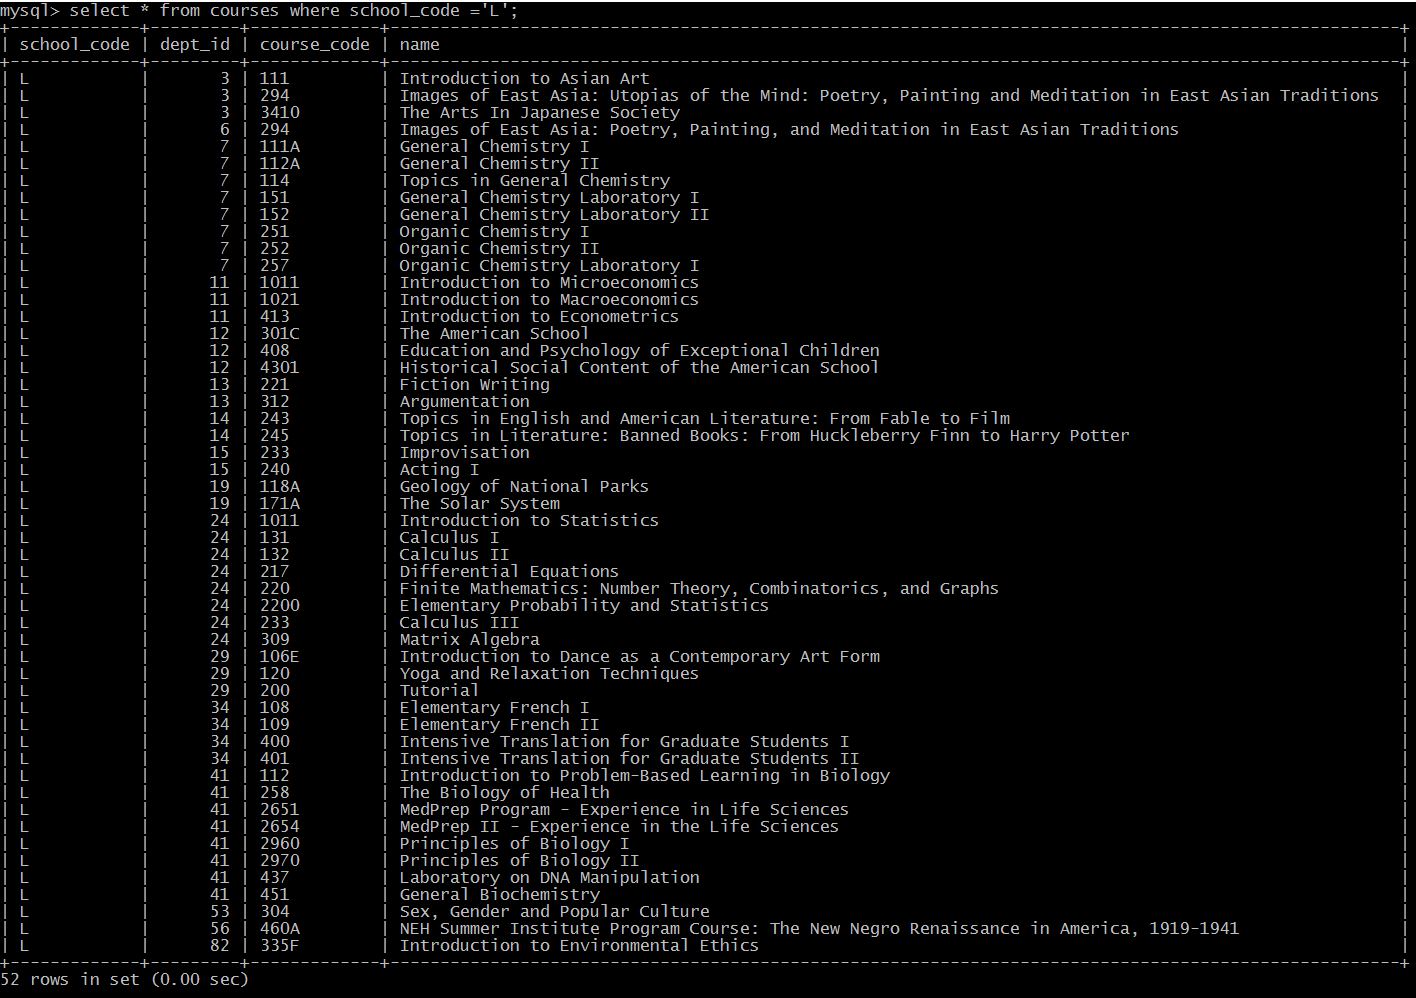 mysql> select * from courses where school_code ='L';
+-------------+---------+-------------+-----------------------------------------------------------------------------------------------------+
| school_code | dept_id | course_code | name                                                                                                |
+-------------+---------+-------------+-----------------------------------------------------------------------------------------------------+
| L           |       3 | 111         | Introduction to Asian Art                                                                           |
| L           |       3 | 294         | Images of East Asia: Utopias of the Mind: Poetry, Painting and Meditation in East Asian Traditions  |
| L           |       3 | 3410        | The Arts In Japanese Society                                                                        |
| L           |       6 | 294         | Images of East Asia: Poetry, Painting, and Meditation in East Asian Traditions                      |
| L           |       7 | 111A        | General Chemistry I                                                                                 |
| L           |       7 | 112A        | General Chemistry II                                                                                |
| L           |       7 | 114         | Topics in General Chemistry                                                                         |
| L           |       7 | 151         | General Chemistry Laboratory I                                                                      |
| L           |       7 | 152         | General Chemistry Laboratory II                                                                     |
| L           |       7 | 251         | Organic Chemistry I                                                                                 |
| L           |       7 | 252         | Organic Chemistry II                                                                                |
| L           |       7 | 257         | Organic Chemistry Laboratory I                                                                      |
| L           |      11 | 1011        | Introduction to Microeconomics                                                                      |
| L           |      11 | 1021        | Introduction to Macroeconomics                                                                      |
| L           |      11 | 413         | Introduction to Econometrics                                                                        |
| L           |      12 | 301C        | The American School                                                                                 |
| L           |      12 | 408         | Education and Psychology of Exceptional Children                                                    |
| L           |      12 | 4301        | Historical Social Content of the American School                                                    |
| L           |      13 | 221         | Fiction Writing                                                                                     |
| L           |      13 | 312         | Argumentation                                                                                       |
| L           |      14 | 243         | Topics in English and American Literature: From Fable to Film                                       |
| L           |      14 | 245         | Topics in Literature: Banned Books: From Huckleberry Finn to Harry Potter                           |
| L           |      15 | 233         | Improvisation                                                                                       |
| L           |      15 | 240         | Acting I                                                                                            |
| L           |      19 | 118A        | Geology of National Parks                                                                           |
| L           |      19 | 171A        | The Solar System                                                                                    |
| L           |      24 | 1011        | Introduction to Statistics                                                                          |
| L           |      24 | 131         | Calculus I                                                                                          |
| L           |      24 | 132         | Calculus II                                                                                         |
| L           |      24 | 217         | Differential Equations                                                                              |
| L           |      24 | 220         | Finite Mathematics: Number Theory, Combinatorics, and Graphs                                        |
| L           |      24 | 2200        | Elementary Probability and Statistics                                                               |
| L           |      24 | 233         | Calculus III                                                                                        |
| L           |      24 | 309         | Matrix Algebra                                                                                      |
| L           |      29 | 106E        | Introduction to Dance as a Contemporary Art Form                                                    |
| L           |      29 | 120         | Yoga and Relaxation Techniques                                                                      |
| L           |      29 | 200         | Tutorial                                                                                            |
| L           |      34 | 108         | Elementary French I                                                                                 |
| L           |      34 | 109         | Elementary French II                                                                                |
| L           |      34 | 400         | Intensive Translation for Graduate Students I                                                       |
| L           |      34 | 401         | Intensive Translation for Graduate Students II                                                      |
| L           |      41 | 112         | Introduction to Problem-Based Learning in Biology                                                   |
| L           |      41 | 258         | The Biology of Health                                                                               |
| L           |      41 | 2651        | MedPrep Program - Experience in Life Sciences                                                       |
| L           |      41 | 2654        | MedPrep II - Experience in the Life Sciences                                                        |
| L           |      41 | 2960        | Principles of Biology I                                                                             |
| L           |      41 | 2970        | Principles of Biology II                                                                            |
| L           |      41 | 437         | Laboratory on DNA Manipulation                                                                      |
| L           |      41 | 451         | General Biochemistry                                                                                |
| L           |      53 | 304         | Sex, Gender and Popular Culture                                                                     |
| L           |      56 | 460A        | NEH Summer Institute Program Course: The New Negro Renaissance in America, 1919-1941                |
| L           |      82 | 335F        | Introduction to Environmental Ethics                                                                |
+-------------+---------+-------------+-----------------------------------------------------------------------------------------------------+
52 rows in set (0.00 sec)